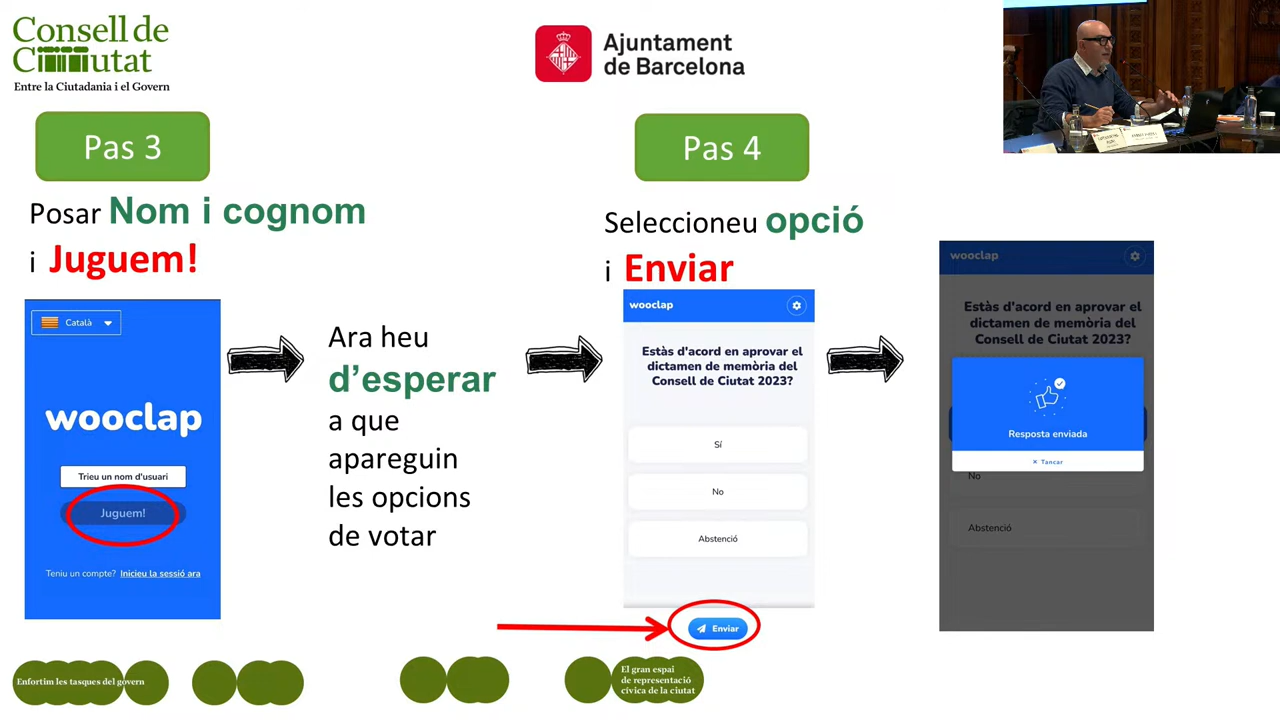 Consell de
Ciutat
Entre la Ciutadania i el Govern
Ajuntament
de Barcelona
Pas 3
Posar Nom i cognom
i Juguem!
Català
wooclap
Trieu un nom d'usuari
Juguem!
Teniu un compte? Inicieu la sessió ara
Ara heu
d'esperar
a que
apareguin
les opcions
de votar
Pas 4
Seleccioneu opció
i Enviar
wooclap
Estàs d'acord en aprovar el
dictamen de memòria del
Consell de Ciutat 2023?
Sí
No
Abstenció
Enviar
wooclap
Estàs d'acord en aprovar el
dictamen de memòria del
Consell de Ciutat 2023?
Resposta enviada
× Tancar
No
Abstenció
Enfortim les tasques del govern
El gran espai
de representació
cívica de la ciutat